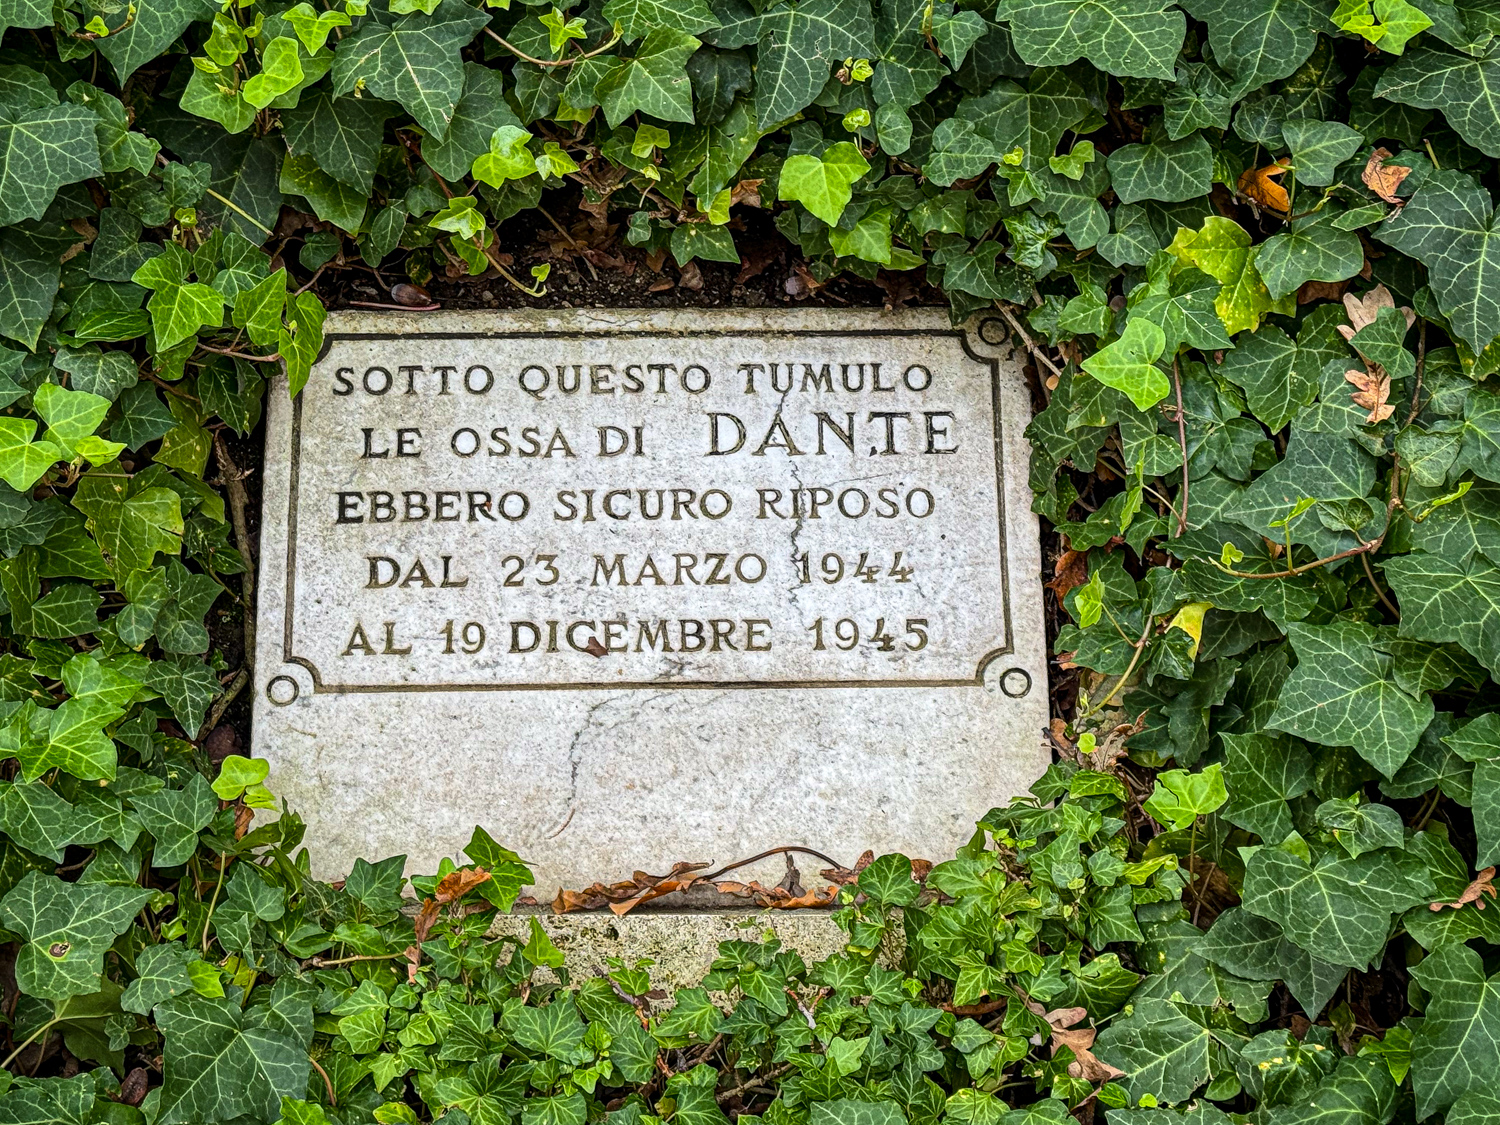 SOTTO QUESTO TUMULO
LE OSSA DI DANTE
EBBERO SICURO RIPOSO
DAL 23 MARZO 1944
AL 19 DICEMBRE 1945